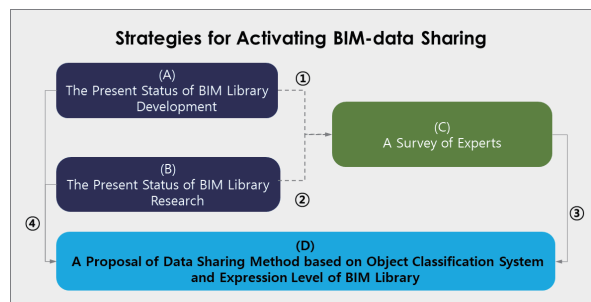 Strategies for Activating BIM-data Sharing
(A)
The Present Status of BIM Library
Development
①
(C)
A Survey of Experts
(B)
The Present Status of BIM Library
Research
②
③
④
(D)
A Proposal of Data Sharing Method based on Object Classification System
and Expression Level of BIM Library